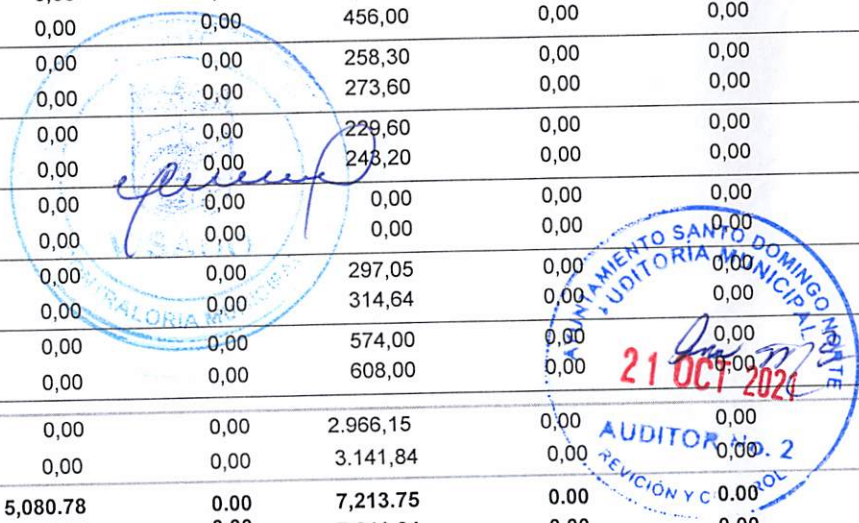 0,00 0,00 456,00 0,00 0,00
0,00 0,00 258,30 0,00 0,00
0,00 0,00 273,60 0,00 0,00
0,00 0,00 229,60 0,00 0,00
0,00 0,00 243,20 0,00 0,00
0,00 0,00 0,00 0,00 0,00
0,00 0,00 0,00 0,00 0,00
0,00 0,00 297,05 0,00 0,00
0,00 0,00 314,64 0,00 0,00
0,00 0,00 574,00 0,00 0,00
0,00 0,00 608,00 0,00 0,00
0,00 0,00 2.966,15 0,00 0,00
0,00 0,00 3.141,84 0,00 0,00
5,080.78 0.00 7,213.75 0.00 0.00
0.00 0.00 0.00
AYUNTAMIENTO SANTO DOMINGO NORTE
AUDITORÍA MUNICIPAL
21 OCT 2021
AUDITOR No. 2
REVICIÓN Y